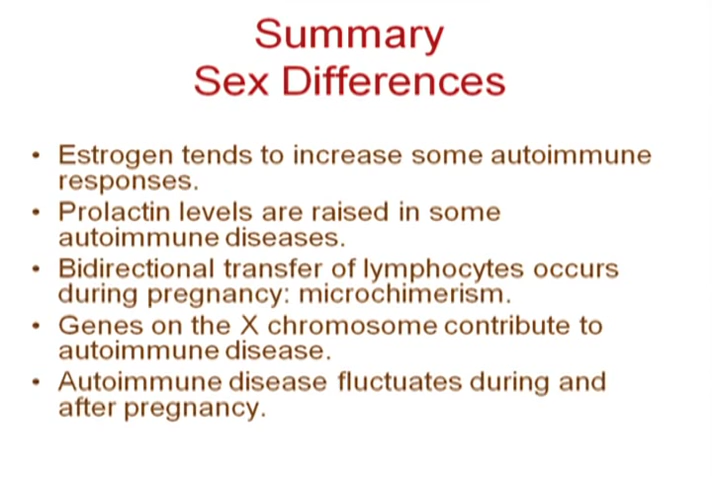 Summary
Sex Differences
• Estrogen tends to increase some autoimmune
responses.
• Prolactin levels are raised in some
autoimmune diseases.
• Bidirectional transfer of lymphocytes occurs
during pregnancy: microchimerism.
• Genes on the X chromosome contribute to
autoimmune disease.
• Autoimmune disease fluctuates during and
after pregnancy.